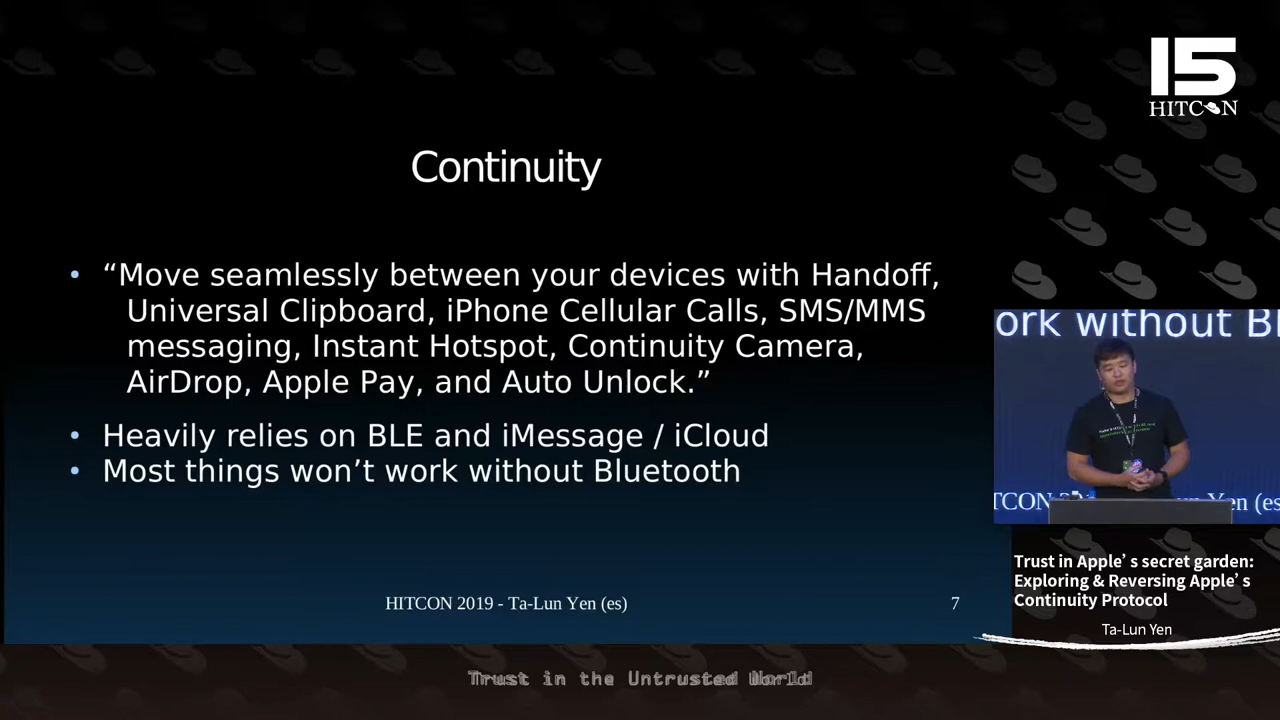 15
HITCON
Continuity
• “Move seamlessly between your devices with Handoff,
Universal Clipboard, iPhone Cellular Calls, SMS/MMS
messaging, Instant Hotspot, Continuity Camera,
AirDrop, Apple Pay, and Auto Unlock.”
• Heavily relies on BLE and iMessage / iCloud
• Most things won’t work without Bluetooth
HITCON 2019 - Ta-Lun Yen (es)
7
ork without Bl
TCON
Yen (es
Trust in Apple’s secret garden:
Exploring & Reversing Apple’s
Continuity Protocol
Ta-Lun Yen
Trust in the Untrusted World